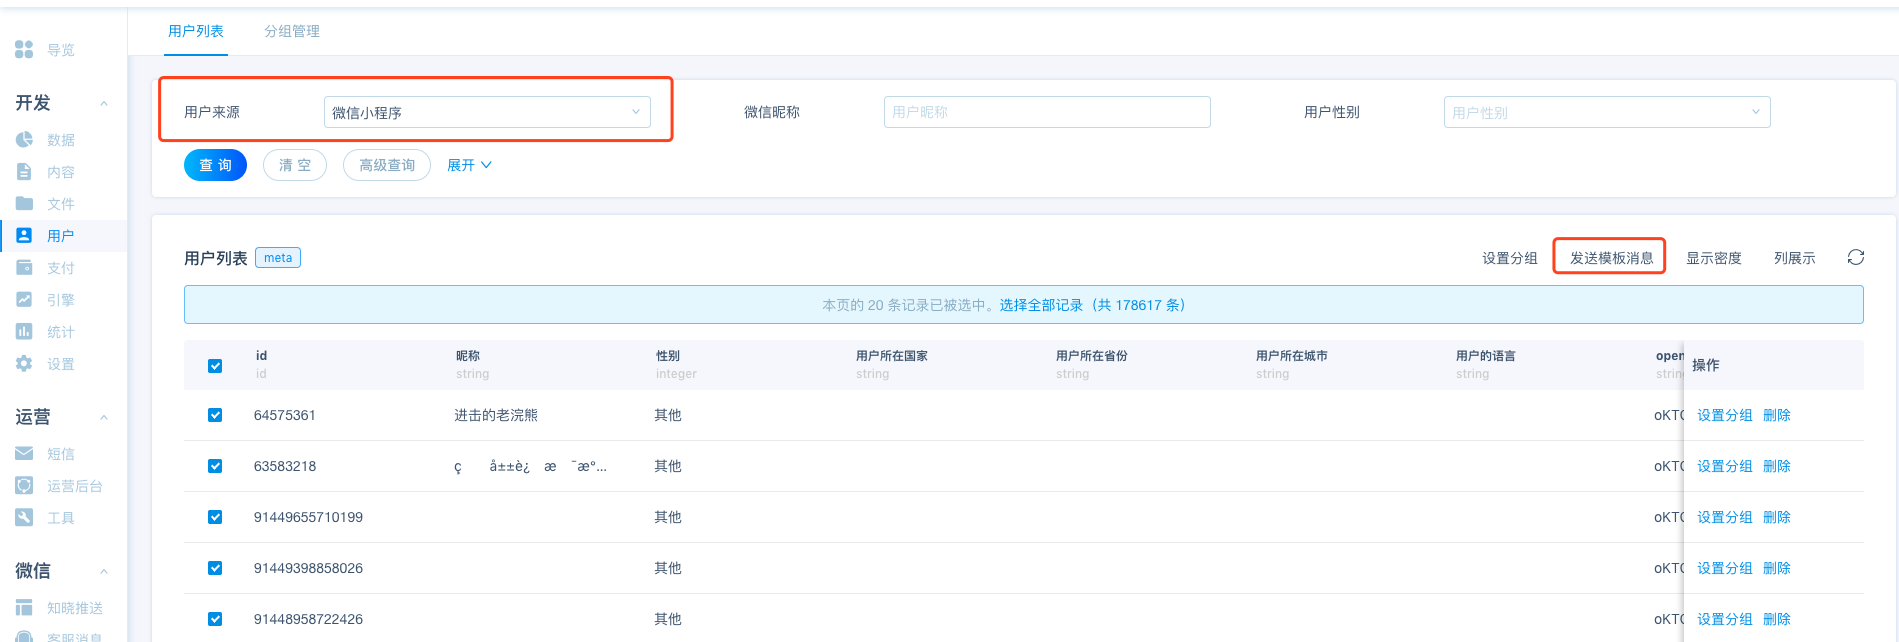 用户列表 分组管理
导览
开发
数据
内容
文件
用户
支付
引擎
统计
设置
运营
短信
运营后台
工具
微信
知晓推送
客服消息
用户来源 微信小程序 微信昵称 用户昵称 用户性别 用户性别
查 询 清 空 高级查询 展开
用户列表 meta 设置分组 发送模板消息 显示密度 列展示
本页的 20 条记录已被选中。选择全部记录（共 178617 条）
id 昵称 性别 用户所在国家 用户所在省份 用户所在城市 用户的语言 open 操作
id string integer string string string string strin
64575361 进击的老浣熊 其他 oKTC 设置分组 删除
63583218 ç å±±è¿ æ ¯æº... 其他 oKTC 设置分组 删除
91449655710199 其他 oKTC 设置分组 删除
91449398858026 其他 oKTC 设置分组 删除
91448958722426 其他 oKTC 设置分组 删除